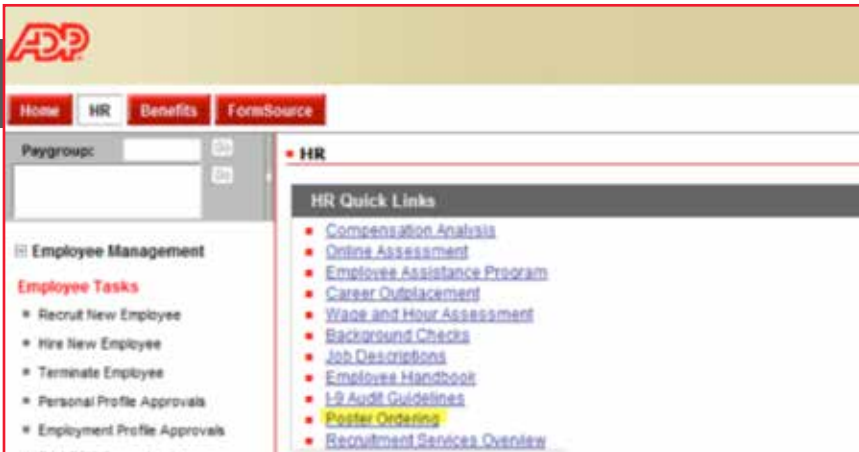 ADP
Home HR Benefits FormSource
Paygroup: Go
Go
Employee Management
Employee Tasks
Recruit New Employee
Hire New Employee
Terminate Employee
Personal Profile Approvals
Employment Profile Approvals
HR
HR Quick Links
Compensation Analysis
Online Assessment
Employee Assistance Program
Career Outplacement
Wage and Hour Assessment
Background Checks
Job Descriptions
Employee Handbook
I-9 Audit Guidelines
Poster Ordering
Recruitment Services Overview